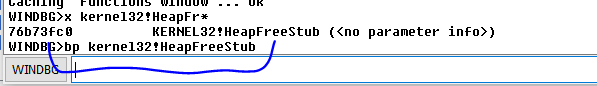 Caching 'Functions window'... ok
WINDBG>x kernel32!HeapFr*
76b73fc0          KERNEL32!HeapFreeStub (<no parameter info>)
WINDBG>bp kernel32!HeapFreeStub
WINDBG